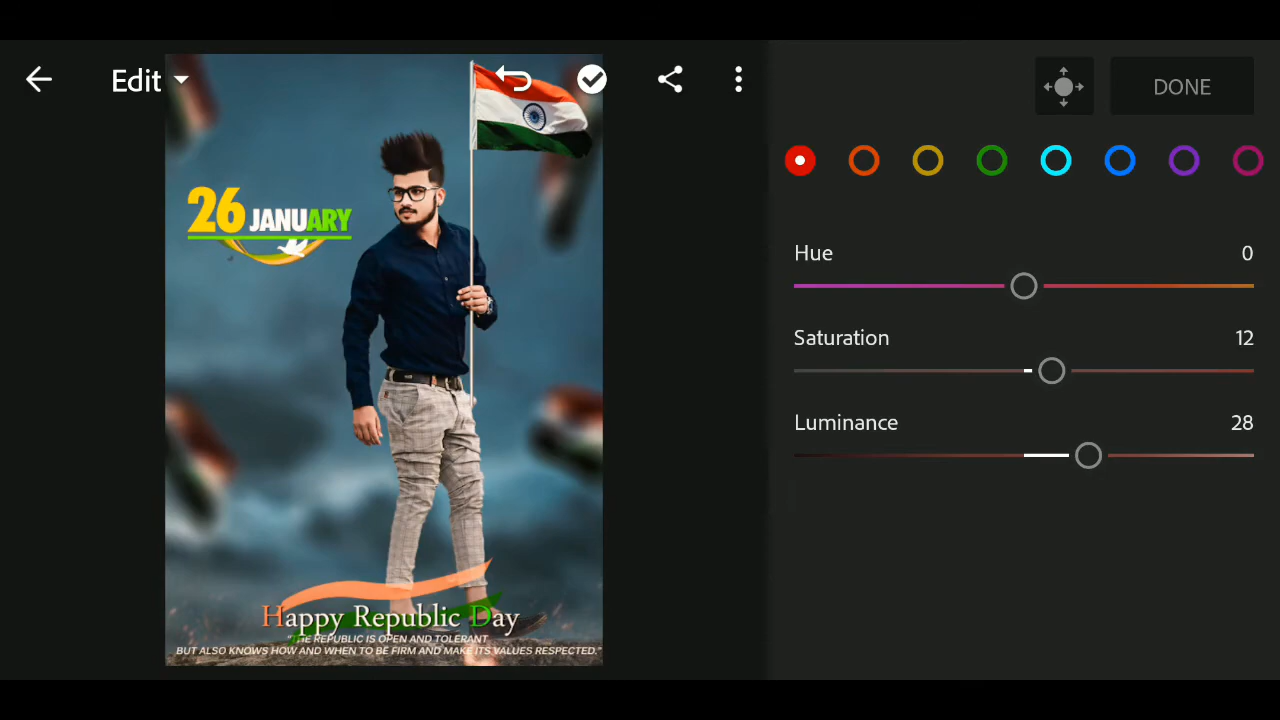 Edit
DONE
26 JANUARY
Hue 0
Saturation 12
Luminance 28
Happy Republic Day
"THE REPUBLIC IS OPEN AND TOLERANT
BUT ALSO KNOWS HOW AND WHEN TO BE FIRM AND MAKE ITS VALUES RESPECTED."